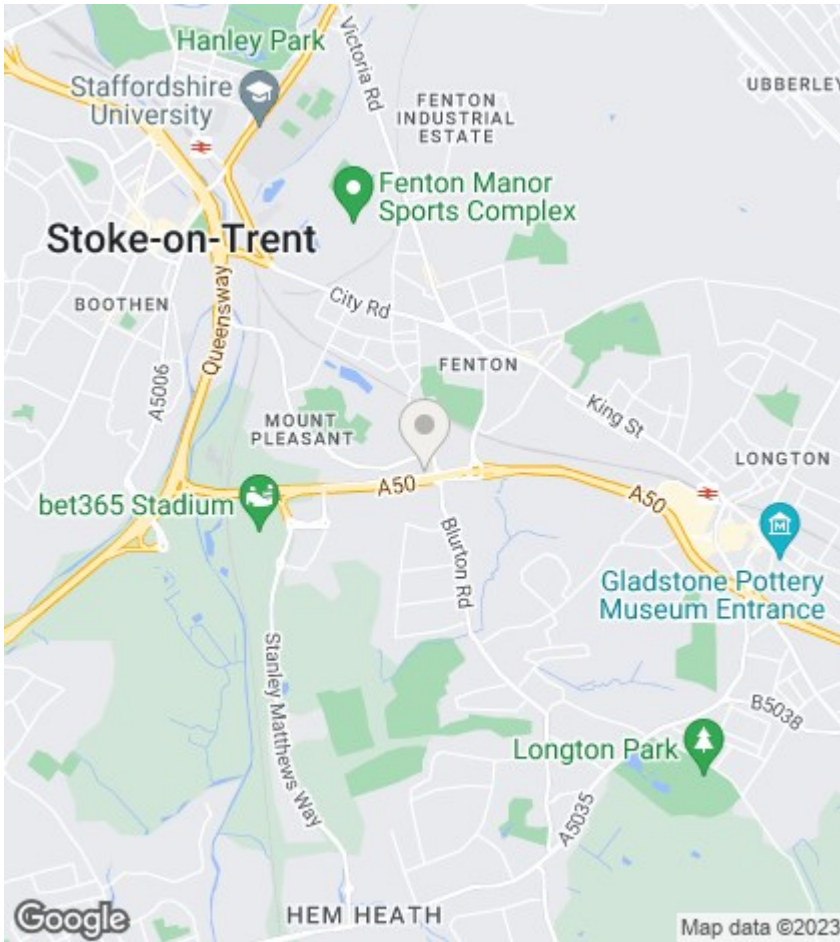 Hanley Park
Victoria Rd
Staffordshire
University
UBBERLEY
FENTON
INDUSTRIAL
ESTATE
Fenton Manor
Sports Complex
Stoke-on-Trent
BOOTHEN
City Rd
Queensway
FENTON
A5006
MOUNT
PLEASANT
King St
LONGTON
bet365 Stadium
A50
A50
Blurton Rd
M
Gladstone Pottery
Museum Entrance
Stanley Matthews Way
B5038
Longton Park
A5035
HEM HEATH
Google
Map data ©2023